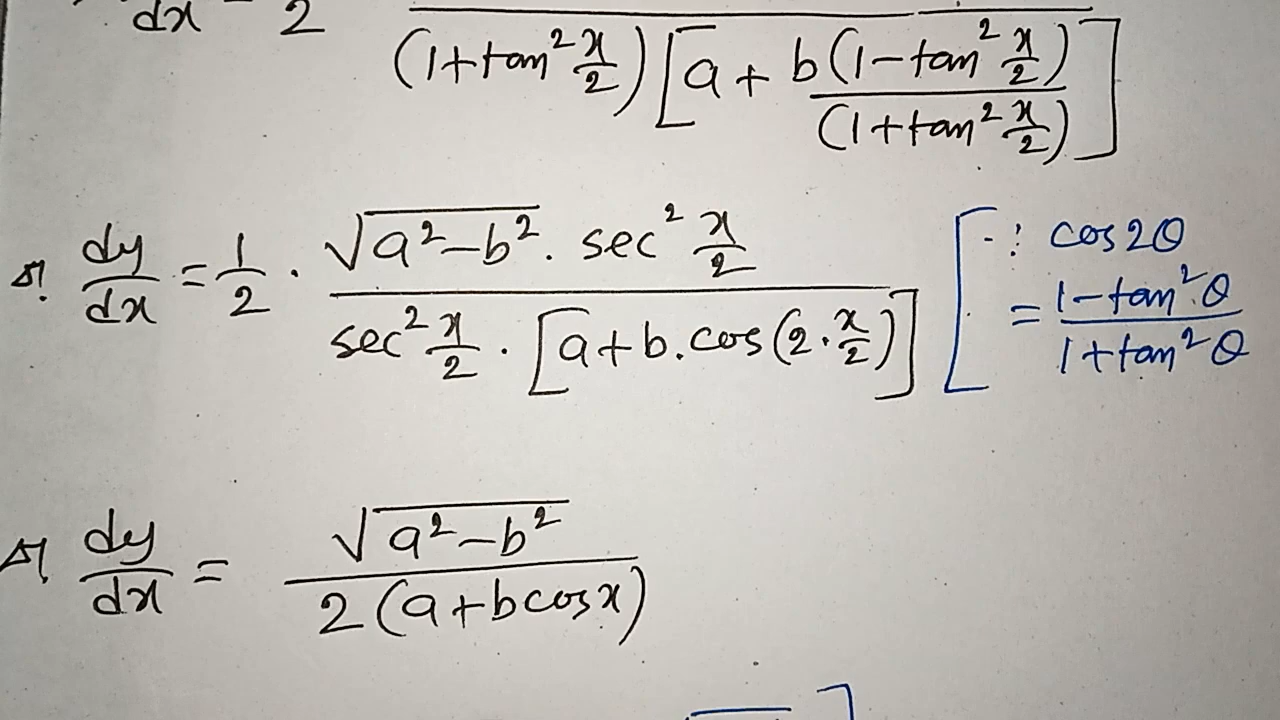 dx 2 (1+tan² x/2) [a + b(1-tan² x/2)/(1+tan² x/2)]
dy/dx = 1/2 · √(a²-b²) · sec² x/2 / sec² x/2 · [a+b.cos(2·x/2)] [∵ cos2θ
= 1-tan²θ/1+tan²θ
dy/dx = √(a²-b²) / 2(a+bcosx)